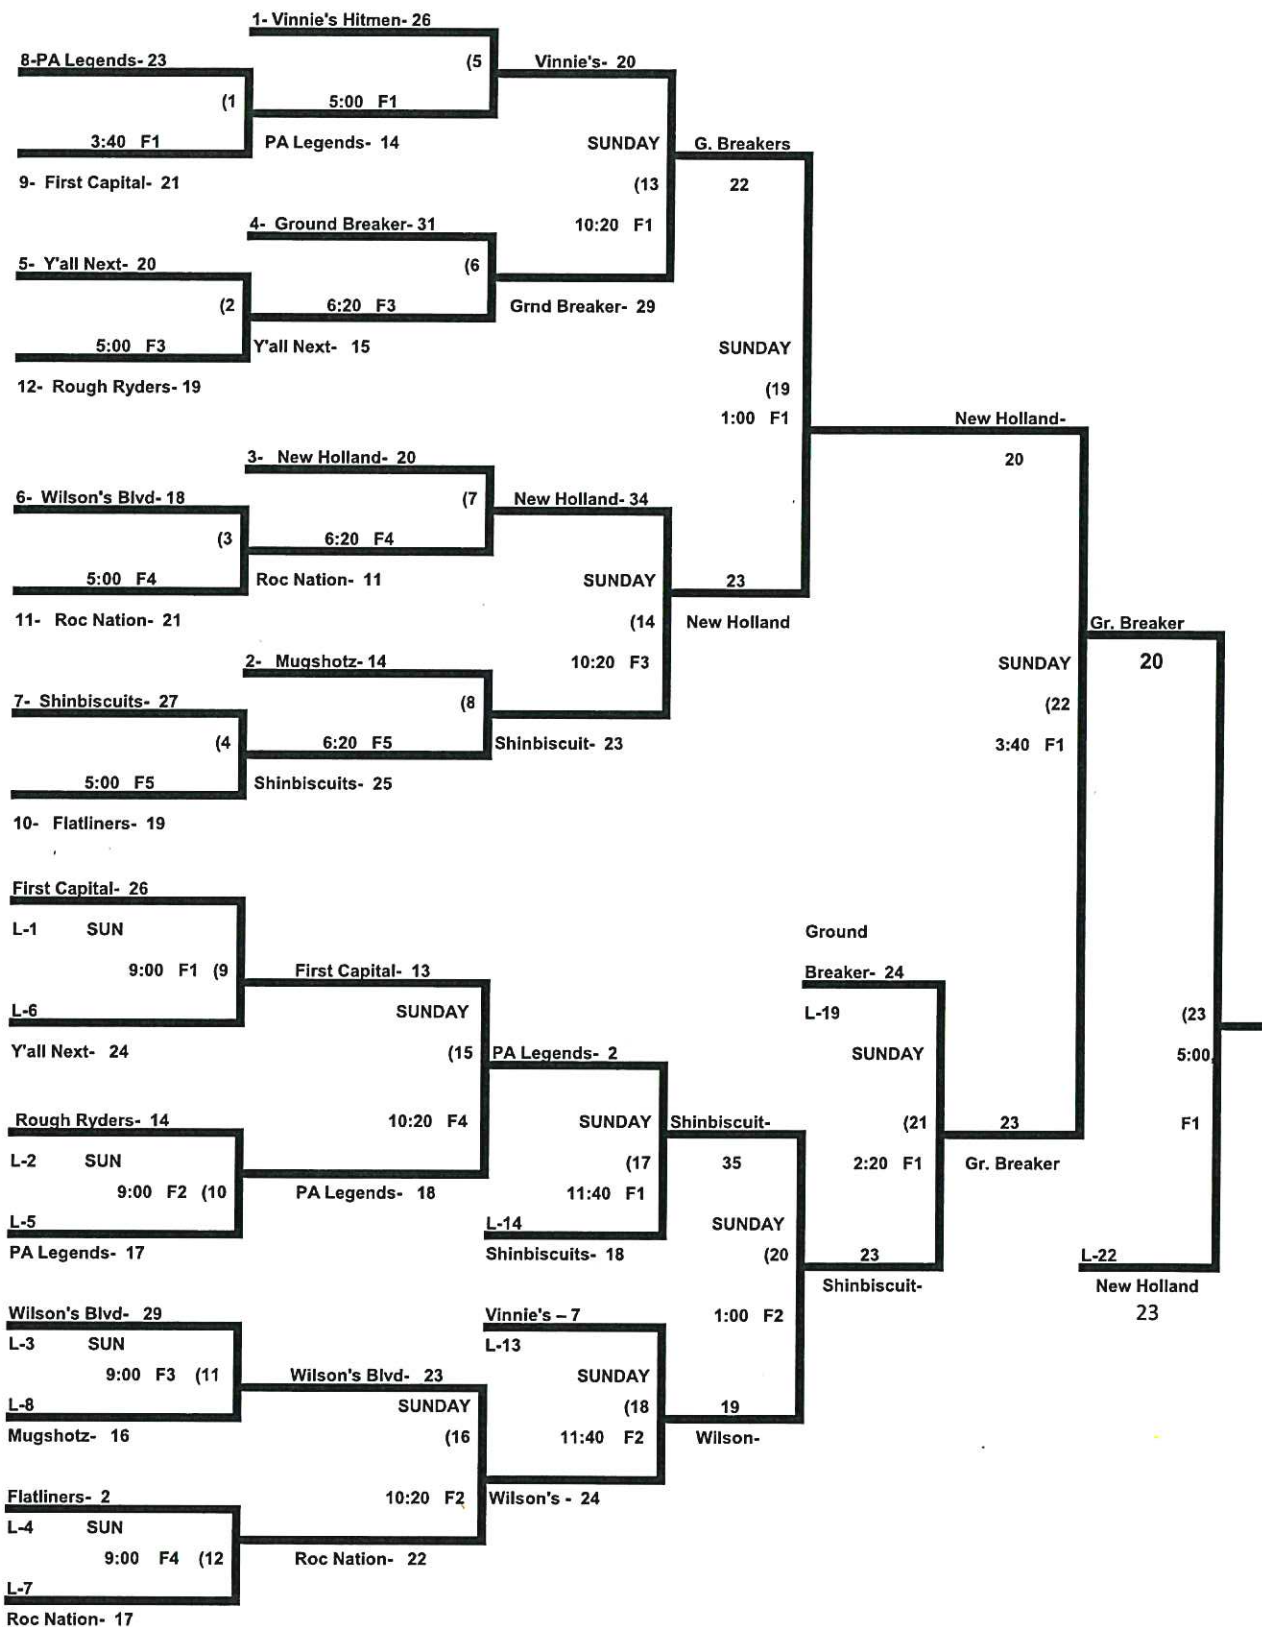 1- Vinnie's Hitmen- 26
8-PA Legends- 23
(5
Vinnie's- 20
(1
5:00 F1
3:40 F1
PA Legends- 14
SUNDAY
G. Breakers
9- First Capital- 21
(13
22
4- Ground Breaker- 31
10:20 F1
5- Y'all Next- 20
(6
(2
6:20 F3
Grnd Breaker- 29
5:00 F3
Y'all Next- 15
SUNDAY
12- Rough Ryders- 19
(19
1:00 F1
New Holland-
3- New Holland- 20
20
6- Wilson's Blvd- 18
(7
New Holland- 34
(3
6:20 F4
5:00 F4
Roc Nation- 11
SUNDAY
23
11- Roc Nation- 21
(14
New Holland
Gr. Breaker
2- Mugshotz- 14
10:20 F3
SUNDAY
20
7- Shinbiscuits- 27
(8
(22
(4
6:20 F5
Shinbiscuit- 23
3:40 F1
5:00 F5
Shinbiscuits- 25
10- Flatliners- 19
First Capital- 26
L-1 SUN
Ground
9:00 F1 (9
First Capital- 13
Breaker- 24
L-6
SUNDAY
L-19
(23
Y'all Next- 24
(15
PA Legends- 2
SUNDAY
5:00
Rough Ryders- 14
10:20 F4
SUNDAY
Shinbiscuit-
(21
23
F1
L-2 SUN
(17
35
2:20 F1
Gr. Breaker
9:00 F2 (10
PA Legends- 18
11:40 F1
L-5
L-14
SUNDAY
PA Legends- 17
Shinbiscuits- 18
(20
23
L-22
Shinbiscuit-
New Holland
23
Wilson's Blvd- 29
Vinnie's – 7
1:00 F2
L-3 SUN
L-13
9:00 F3 (11
Wilson's Blvd- 23
SUNDAY
L-8
SUNDAY
(18
19
Mugshotz- 16
(16
11:40 F2
Wilson-
Flatliners- 2
10:20 F2
Wilson's - 24
L-4 SUN
9:00 F4 (12
Roc Nation- 22
L-7
Roc Nation- 17